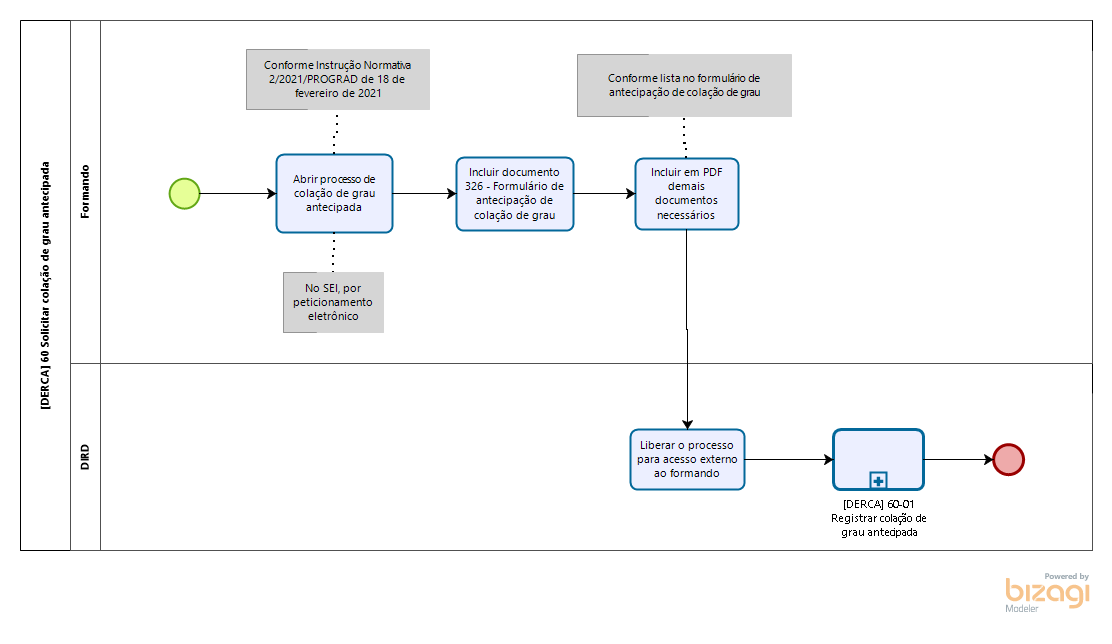 [DERCA] 60 Solicitar colação de grau antecipada
Formando
Conforme Instrução Normativa
2/2021/PROGRAD de 18 de
fevereiro de 2021
Conforme lista no formulário de
antecipação de colação de grau
Abrir processo de
colação de grau
antecipada
Incluir documento
326 - Formulário de
antecipação de
colação de grau
Incluir em PDF
demais
documentos
necessários
No SEI, por
peticionamento
eletrônico
DIRD
Liberar o processo
para acesso externo
ao formando
[DERCA] 60-01
Registrar colação de
grau antecipada
Powered by
bizagi
Modeler